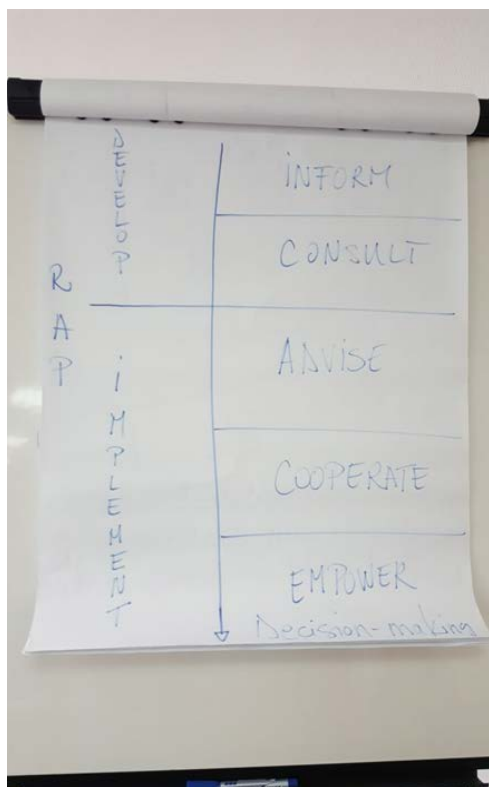 RAP
DEVELOP
IMPLEMENT
iNFORM
CONSULT
ADViSE
COOPERATE
EMPOWER
Decision-making